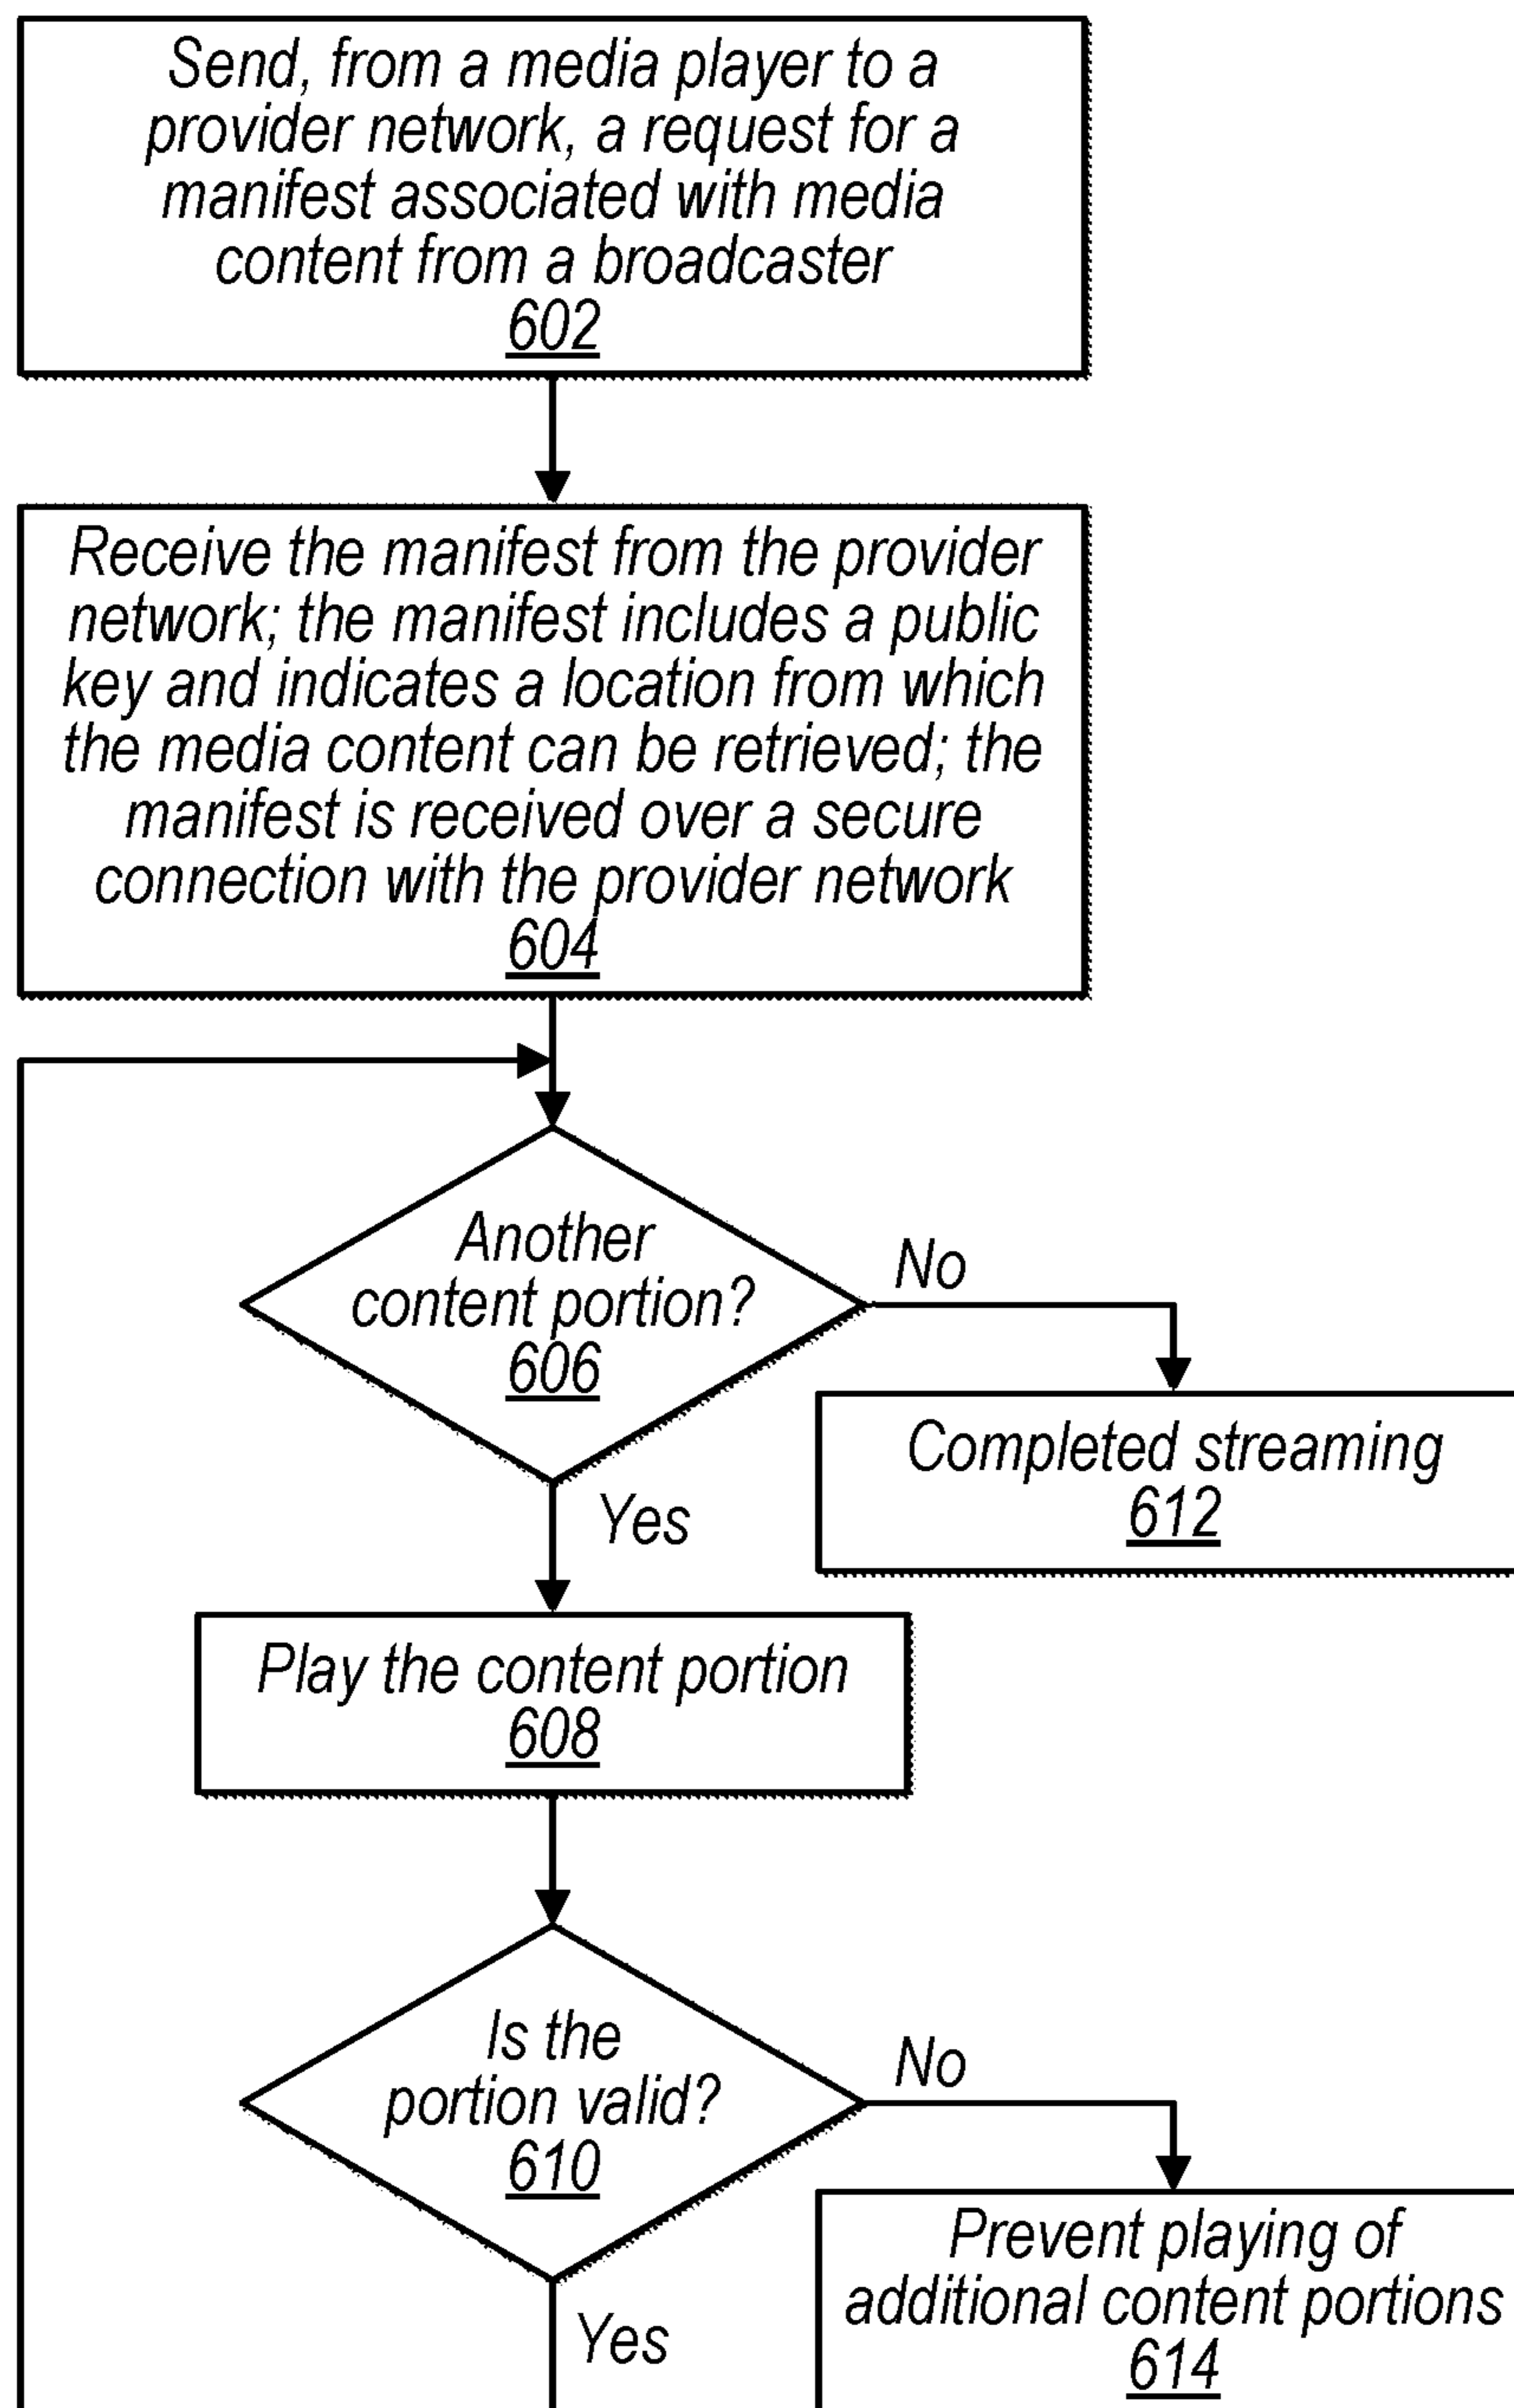 Send, from a media player to a
provider network, a request for a
manifest associated with media
content from a broadcaster
602
Receive the manifest from the provider
network; the manifest includes a public
key and indicates a location from which
the media content can be retrieved; the
manifest is received over a secure
connection with the provider network
604
Another
content portion?
606
No
Completed streaming
612
Yes
Play the content portion
608
Is the
portion valid?
610
No
Prevent playing of
additional content portions
614
Yes